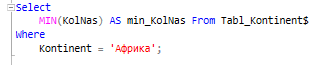 Select
MIN(KolNas) AS min_KolNas From Tabl_Kontinent$
Where
Kontinent = 'Африка';